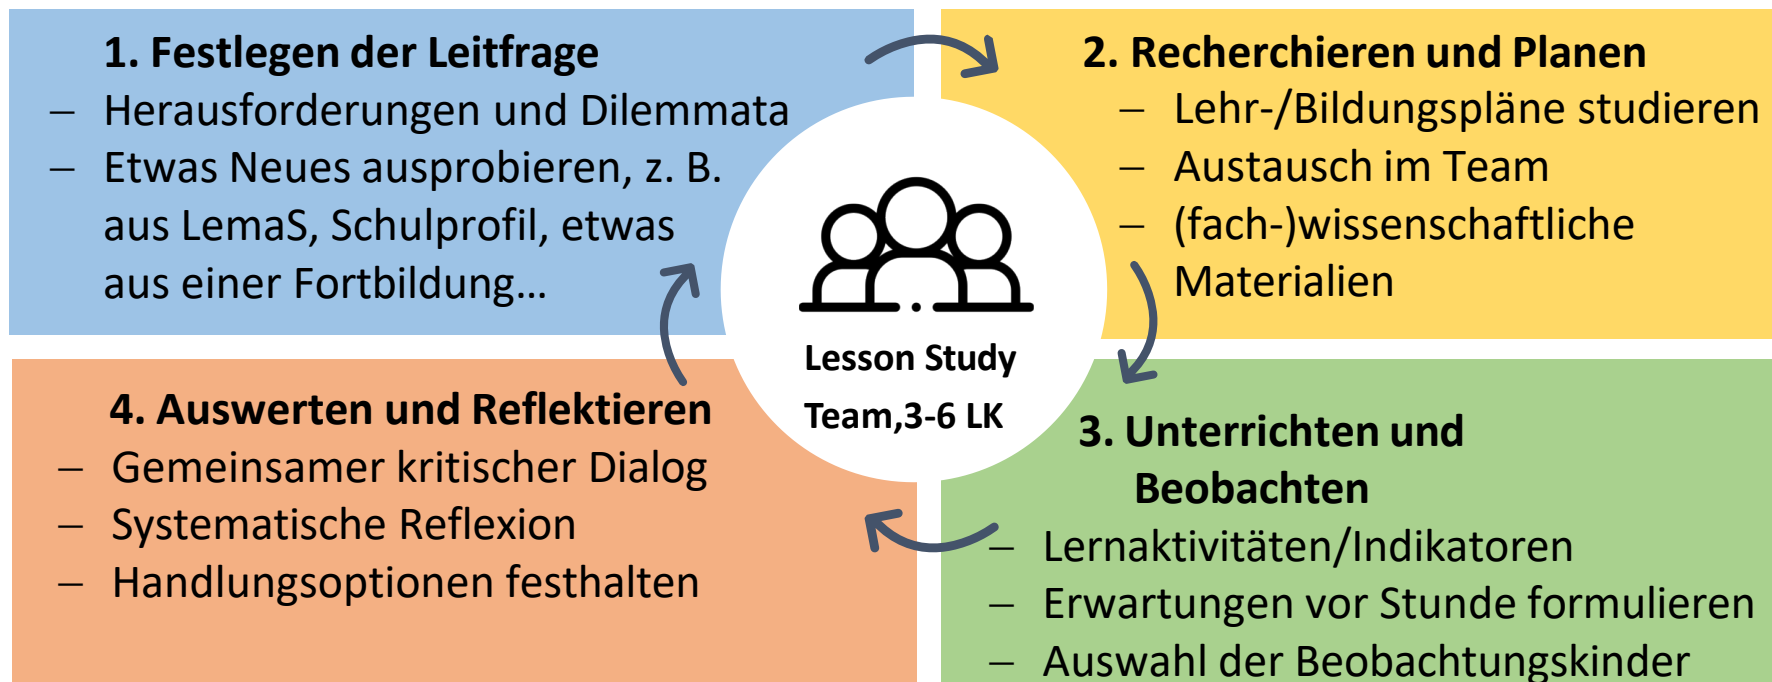 1. Festlegen der Leitfrage
– Herausforderungen und Dilemmata
– Etwas Neues ausprobieren, z. B.
aus LemaS, Schulprofil, etwas
aus einer Fortbildung...
2. Recherchieren und Planen
– Lehr-/Bildungspläne studieren
– Austausch im Team
– (fach-)wissenschaftliche
Materialien
Lesson Study
Team,3-6 LK
3. Unterrichten und
Beobachten
– Lernaktivitäten/Indikatoren
– Erwartungen vor Stunde formulieren
– Auswahl der Beobachtungskinder
4. Auswerten und Reflektieren
– Gemeinsamer kritischer Dialog
– Systematische Reflexion
– Handlungsoptionen festhalten